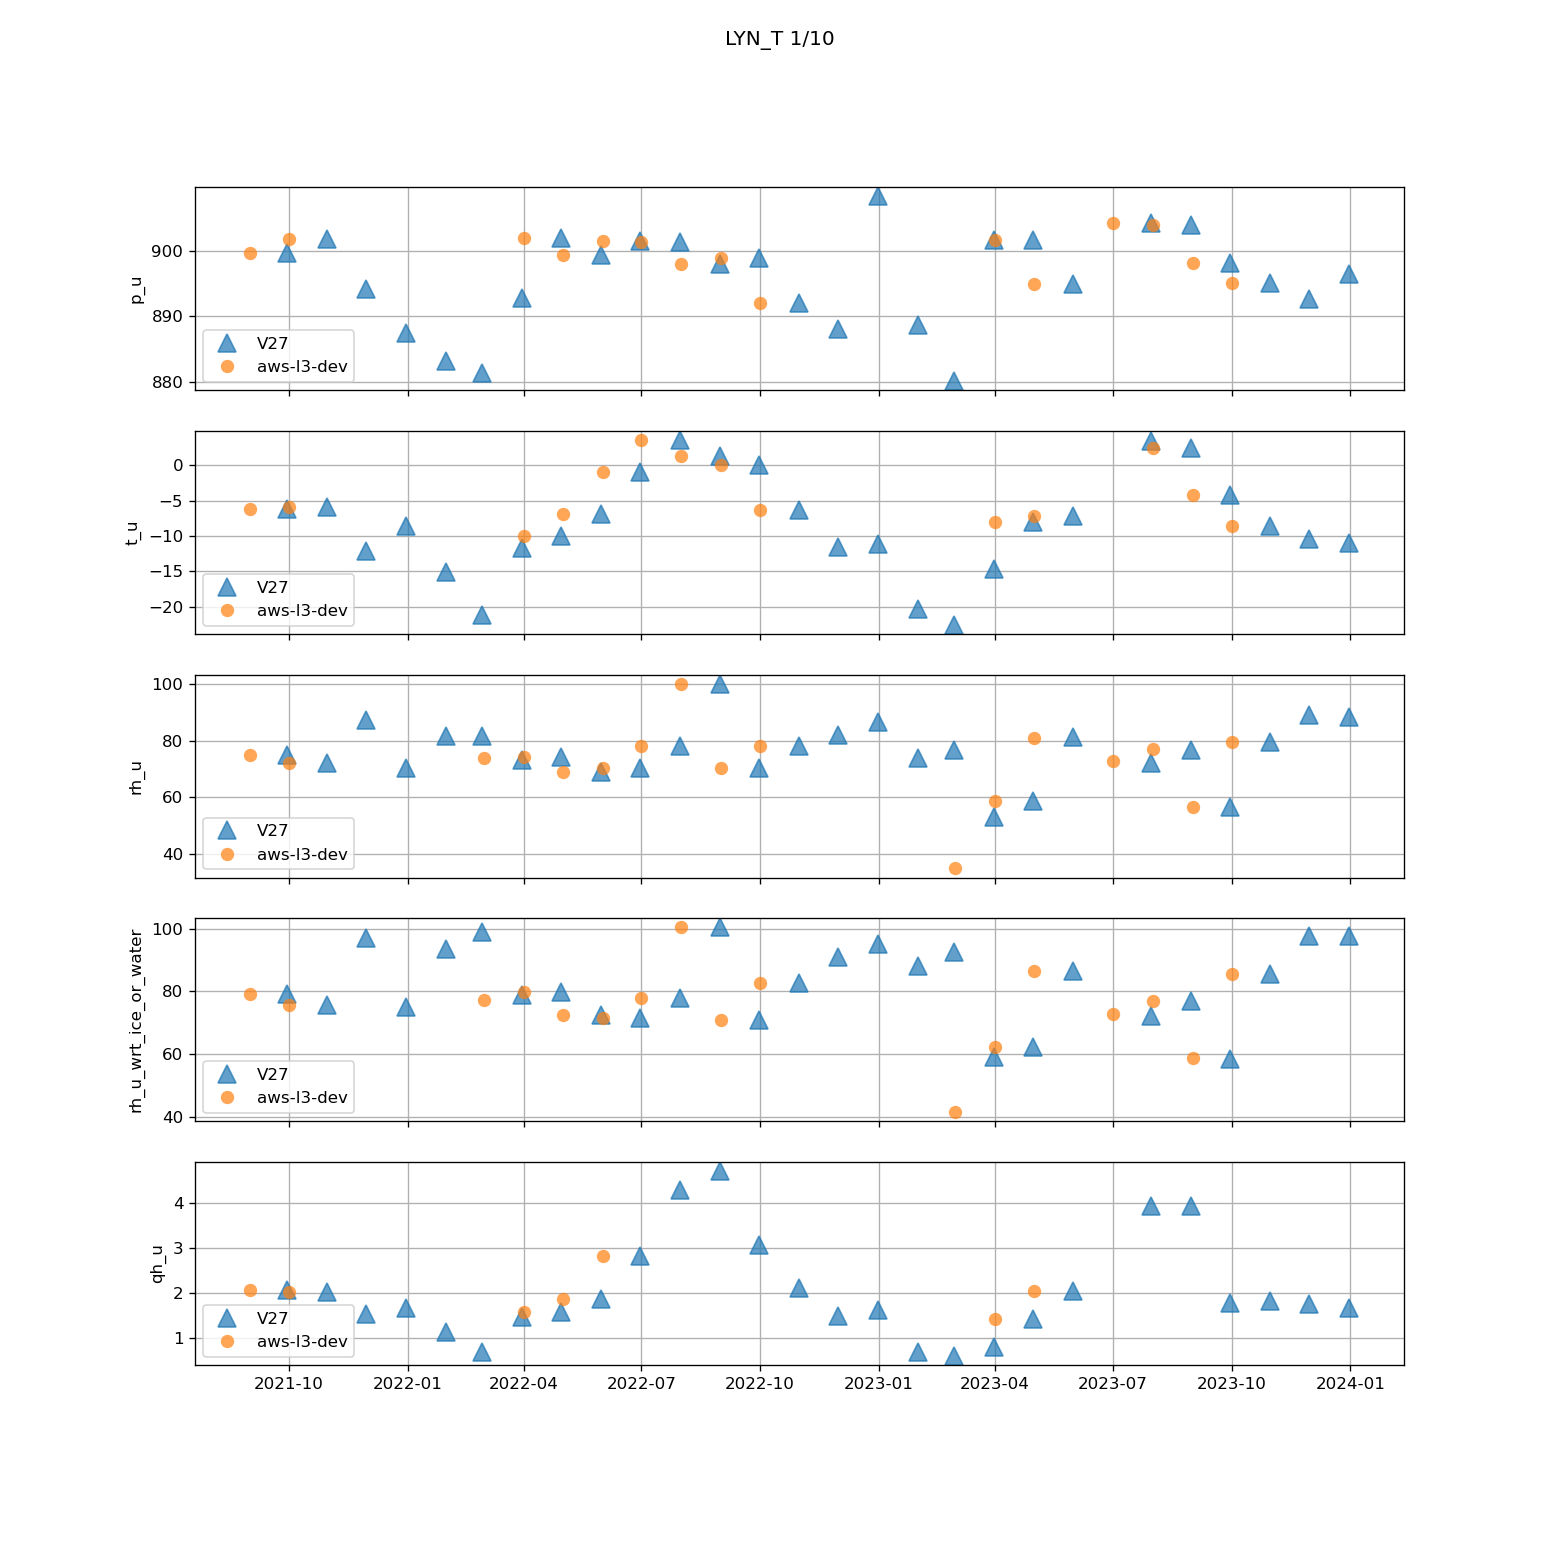 LYN_T 1/10
p_u
900
890
880
V27
aws-l3-dev
t_u
0
−5
−10
−15
−20
V27
aws-l3-dev
rh_u
100
80
60
40
V27
aws-l3-dev
rh_u_wrt_ice_or_water
100
80
60
40
V27
aws-l3-dev
qh_u
4
3
2
1
V27
aws-l3-dev
2021-10 2022-01 2022-04 2022-07 2022-10 2023-01 2023-04 2023-07 2023-10 2024-01